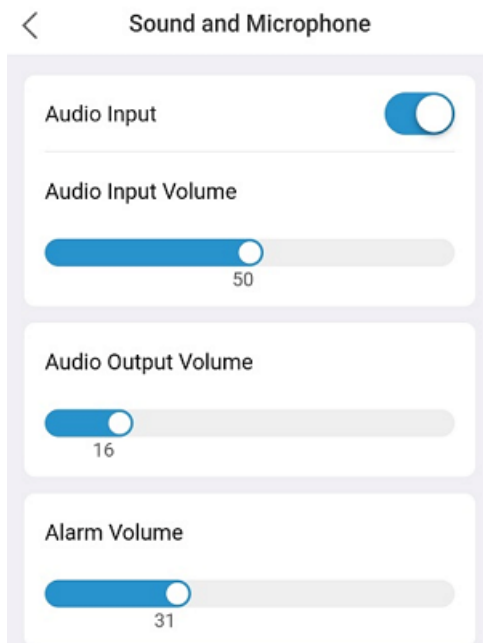 Sound and Microphone
Audio Input
Audio Input Volume
50
Audio Output Volume
16
Alarm Volume
31